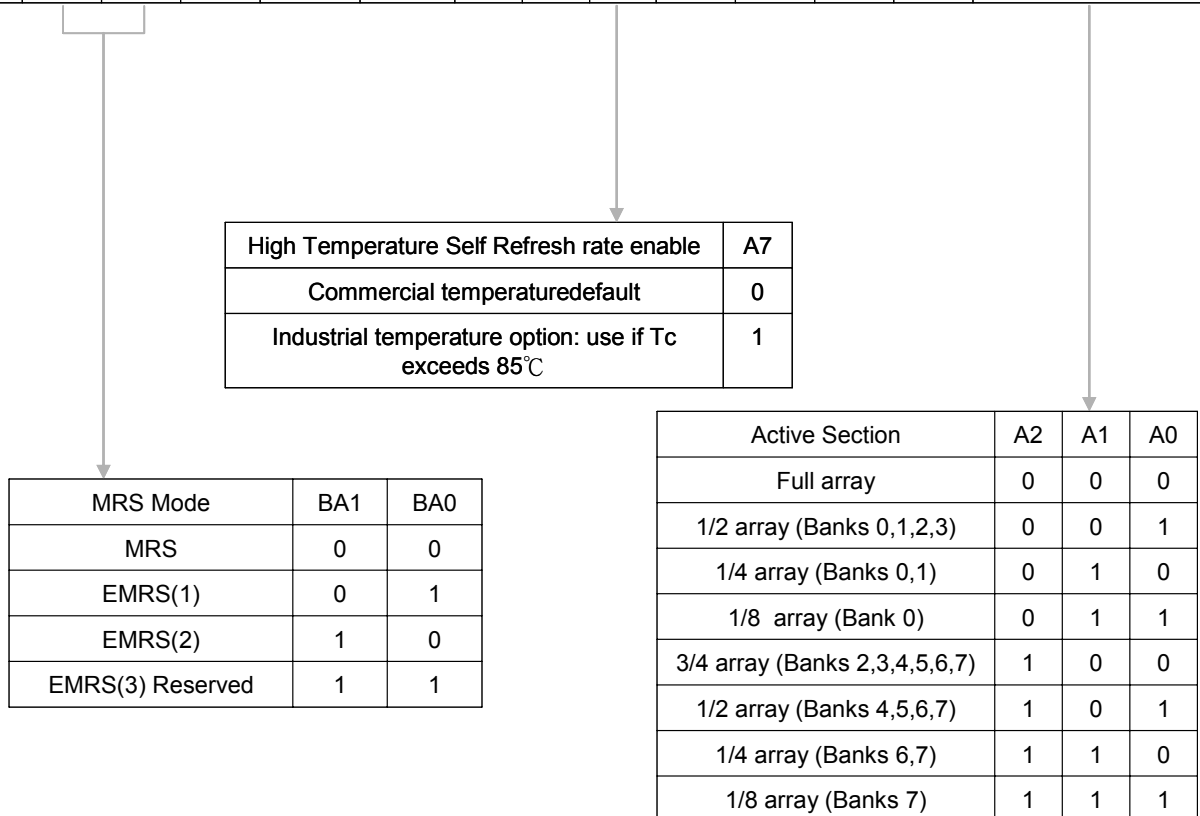 High Temperature Self Refresh rate enable A7
Commercial temperaturedefault 0
Industrial temperature option: use if Tc 1
exceeds 85℃
Active Section A2 A1 A0
Full array 0 0 0
1/2 array (Banks 0,1,2,3) 0 0 1
1/4 array (Banks 0,1) 0 1 0
1/8 array (Bank 0) 0 1 1
3/4 array (Banks 2,3,4,5,6,7) 1 0 0
1/2 array (Banks 4,5,6,7) 1 0 1
1/4 array (Banks 6,7) 1 1 0
1/8 array (Banks 7) 1 1 1
MRS Mode BA1 BA0
MRS 0 0
EMRS(1) 0 1
EMRS(2) 1 0
EMRS(3) Reserved 1 1